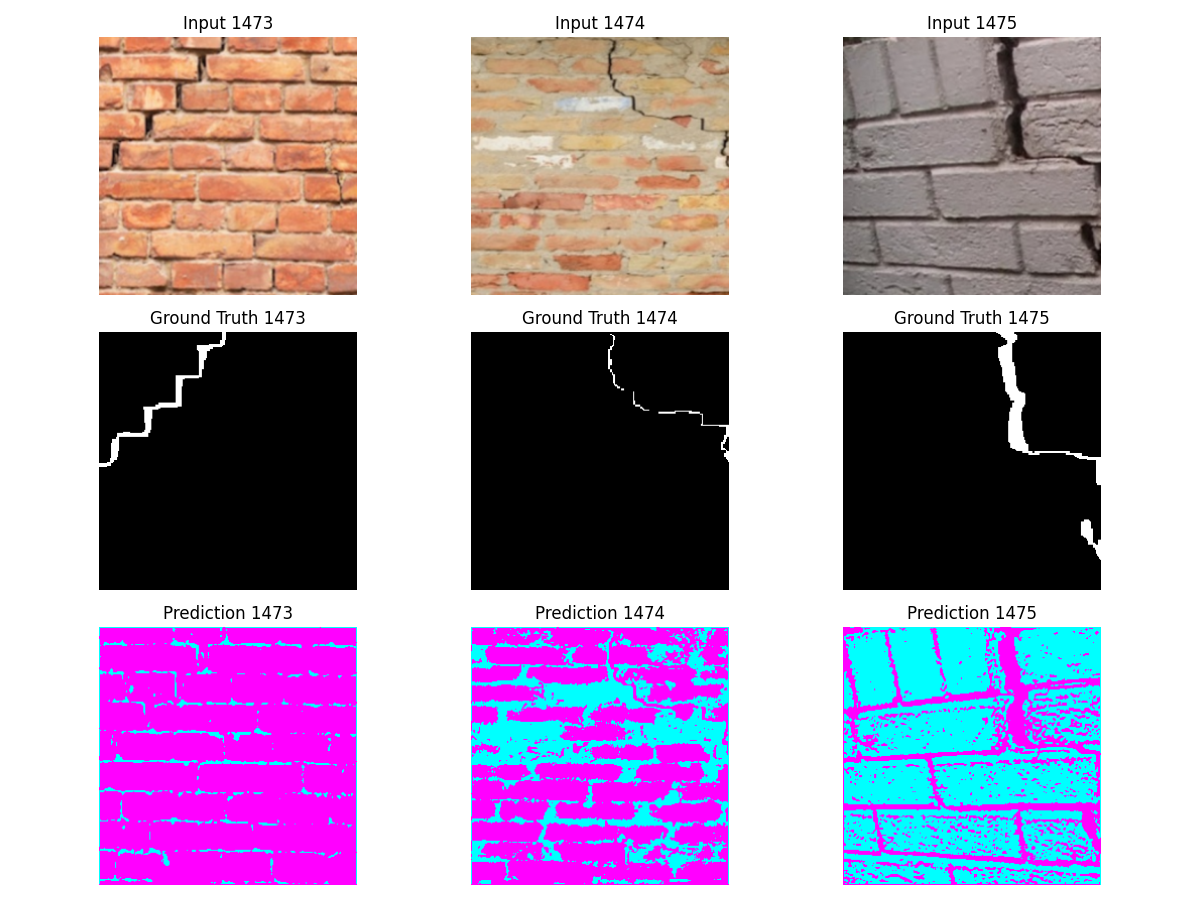 Input 1473
Input 1474
Input 1475
Ground Truth 1473
Ground Truth 1474
Ground Truth 1475
Prediction 1473
Prediction 1474
Prediction 1475